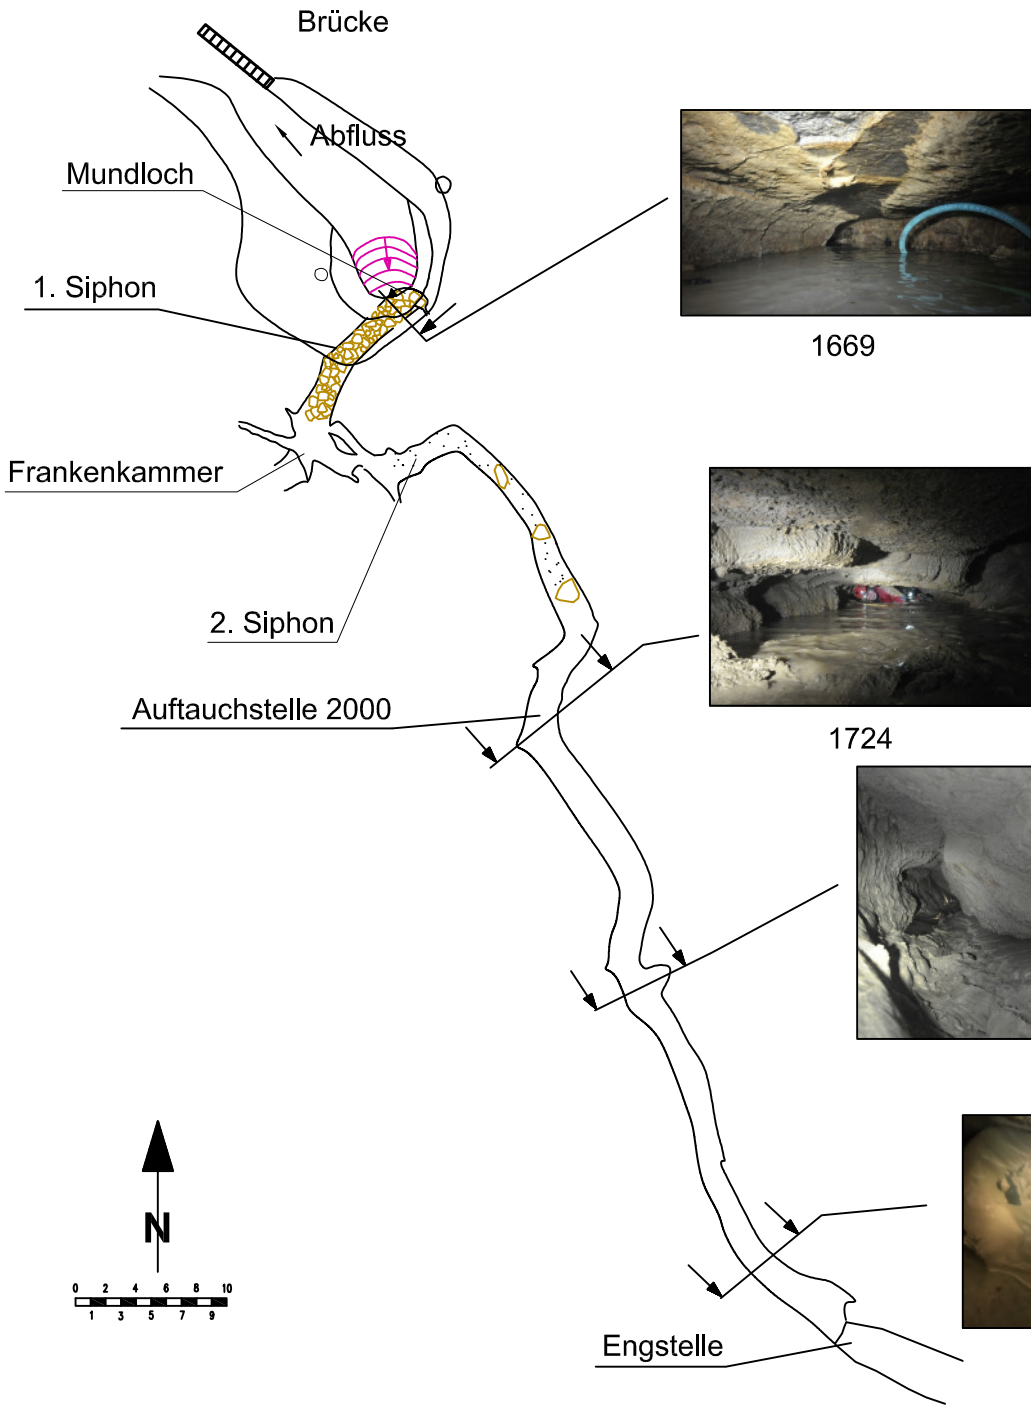 Brücke
Abfluss
Mundloch
1. Siphon
1669
Frankenkammer
2. Siphon
Auftauchstelle 2000
1724
N
0 2 4 6 8 10
1 3 5 7 9
Engstelle